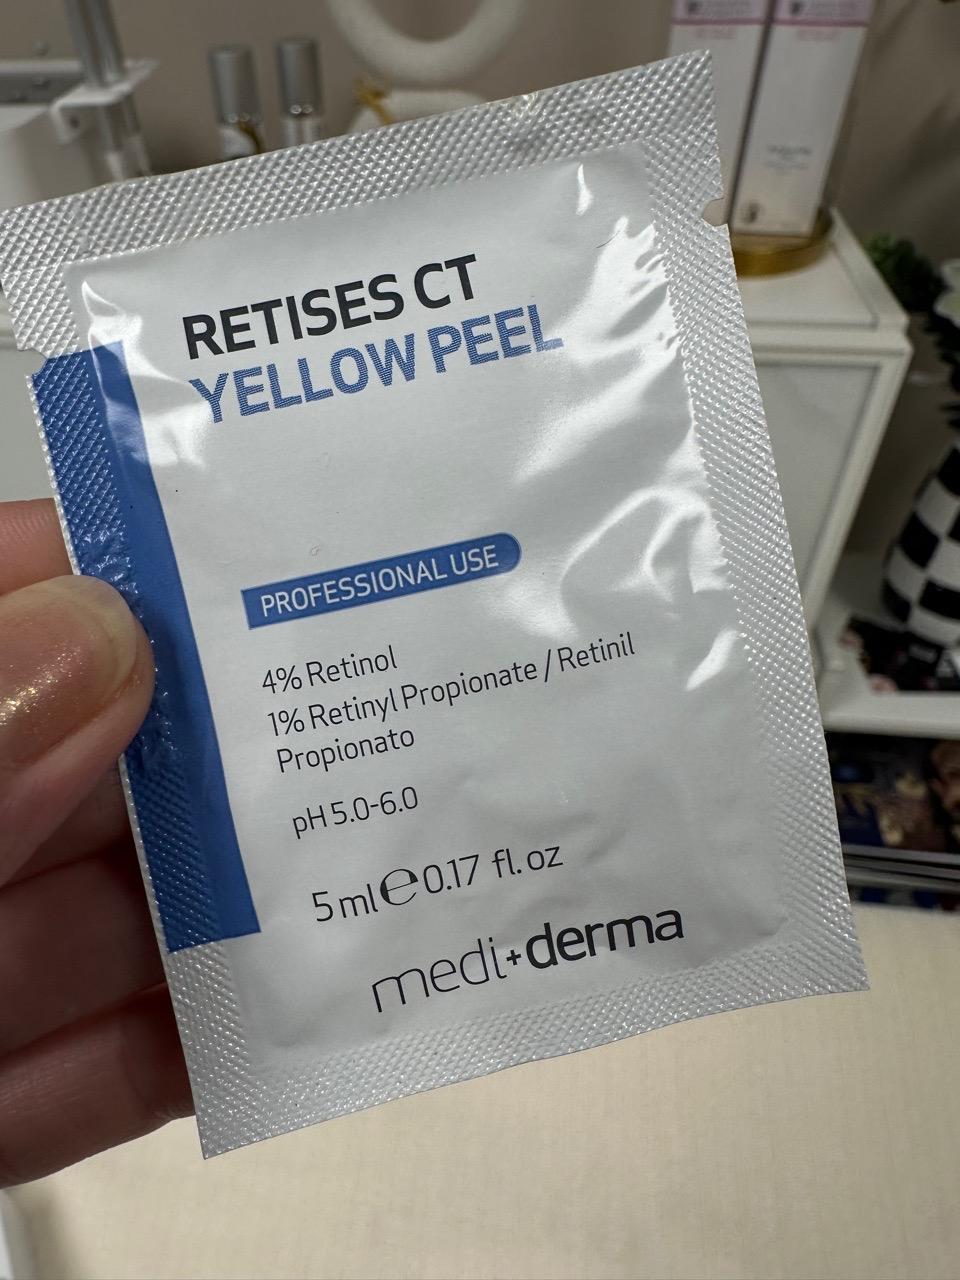 RETISES CT
YELLOW PEEL
PROFESSIONAL USE
4% Retinol
1% Retinyl Propionate / Retinil
Propionato
pH 5.0-6.0
5 ml ℮ 0.17 fl. oz
medi+derma